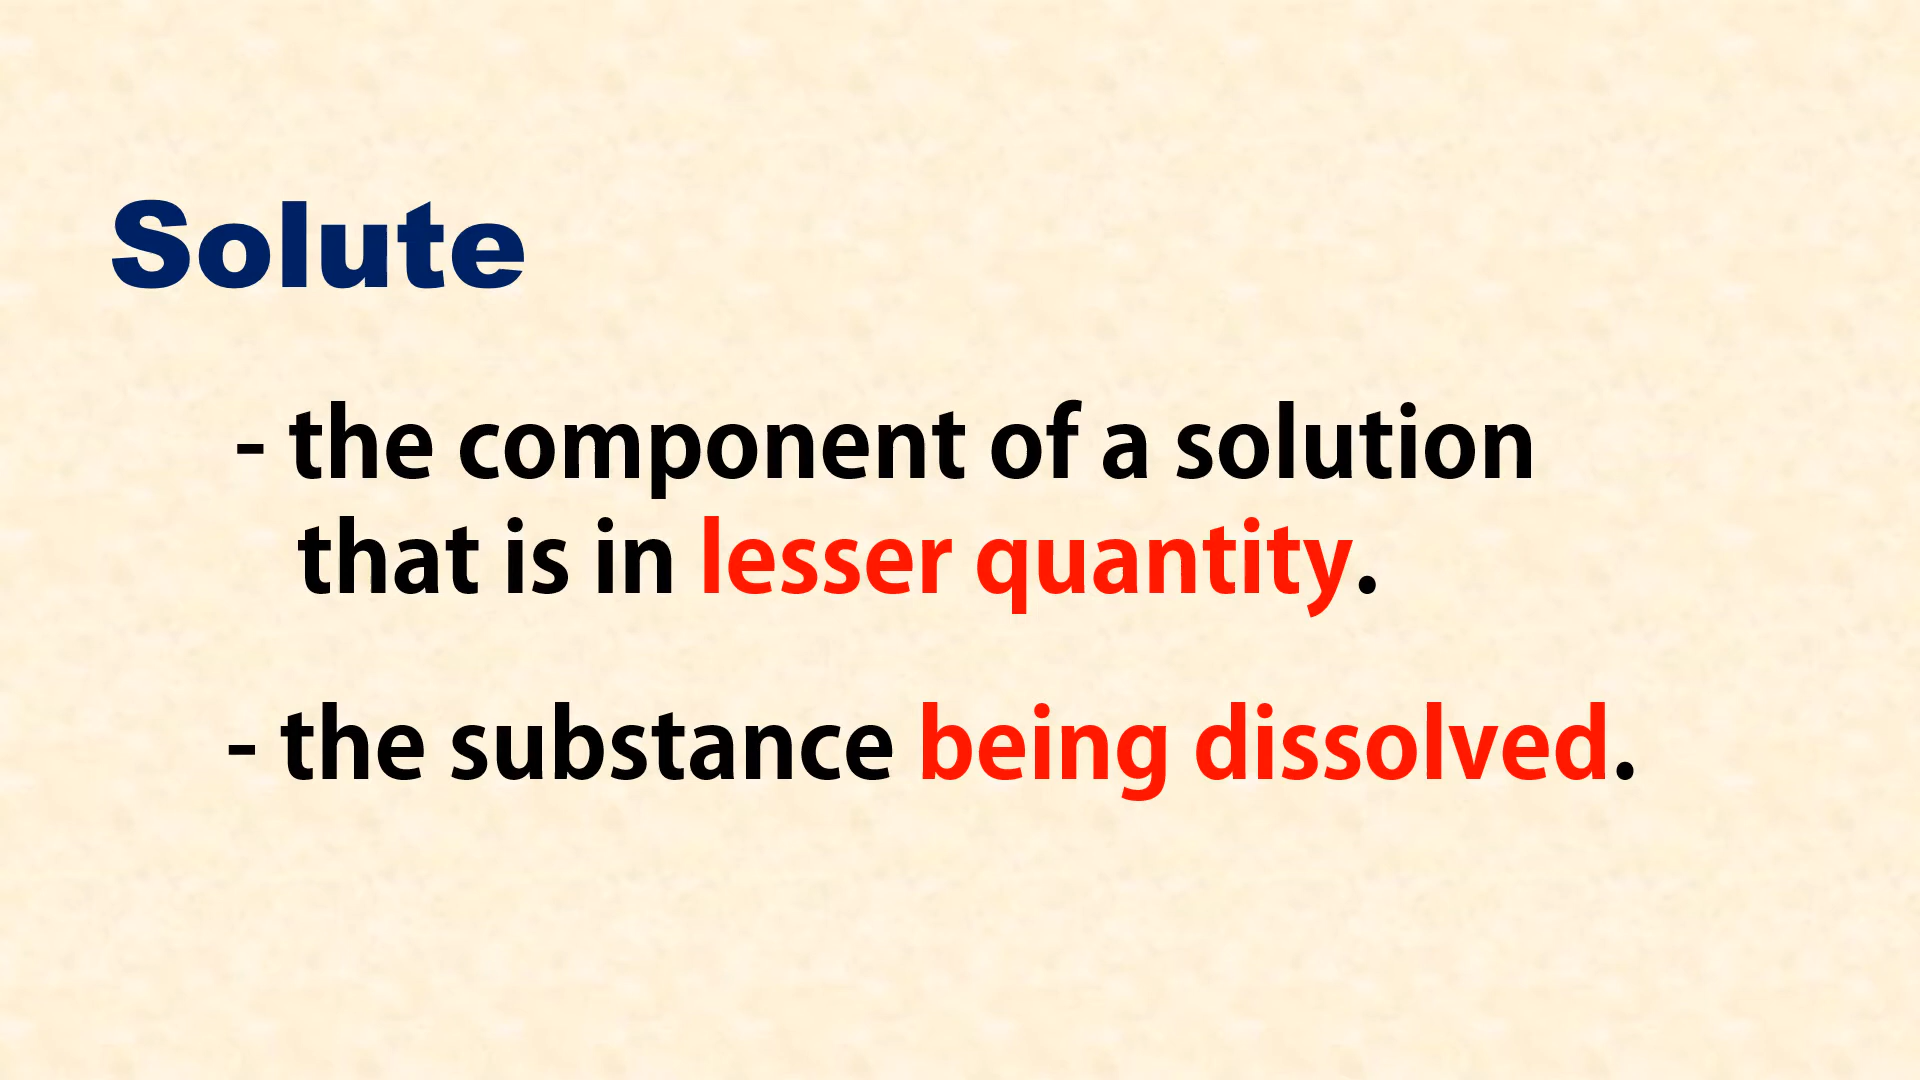 Solute
- the component of a solution
that is in lesser quantity.
- the substance being dissolved.